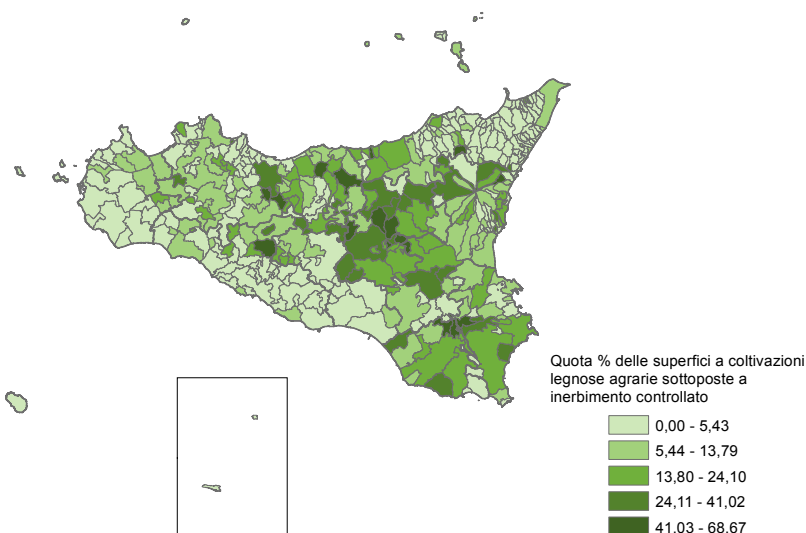 Quota % delle superfici a coltivazioni
legnose agrarie sottoposte a
inerbimento controllato
0,00 - 5,43
5,44 - 13,79
13,80 - 24,10
24,11 - 41,02
41,03 - 68,67